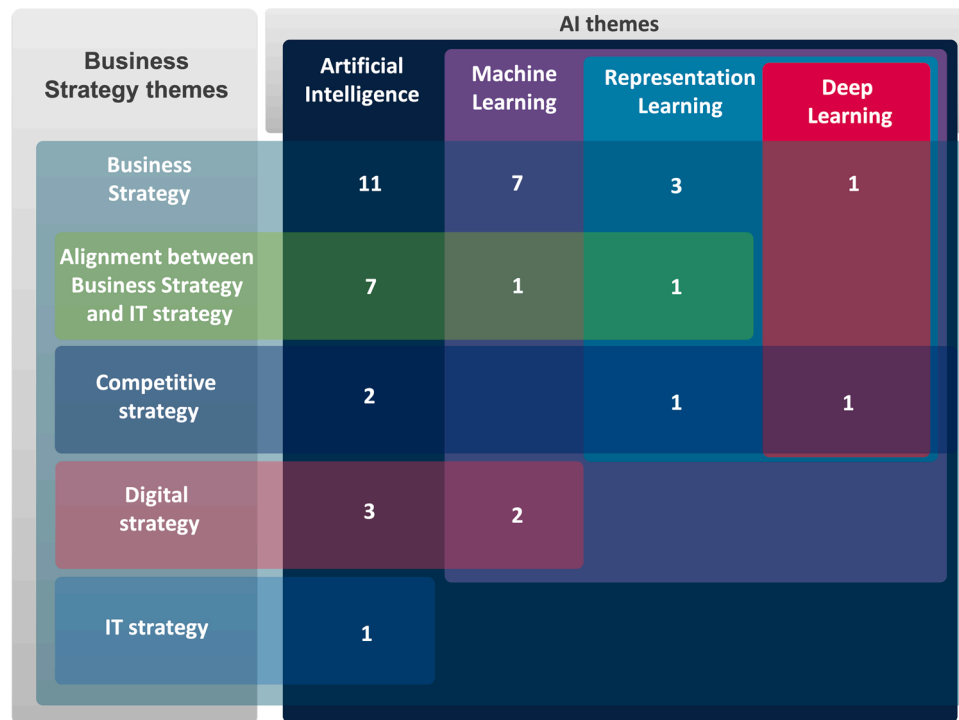 AI themes
Business
Strategy themes
Artificial
Intelligence
Machine
Learning
Representation
Learning
Deep
Learning
Business
Strategy
11
7
3
1
Alignment between
Business Strategy
and IT strategy
7
1
1
Competitive
strategy
2
1
1
Digital
strategy
3
2
IT strategy
1